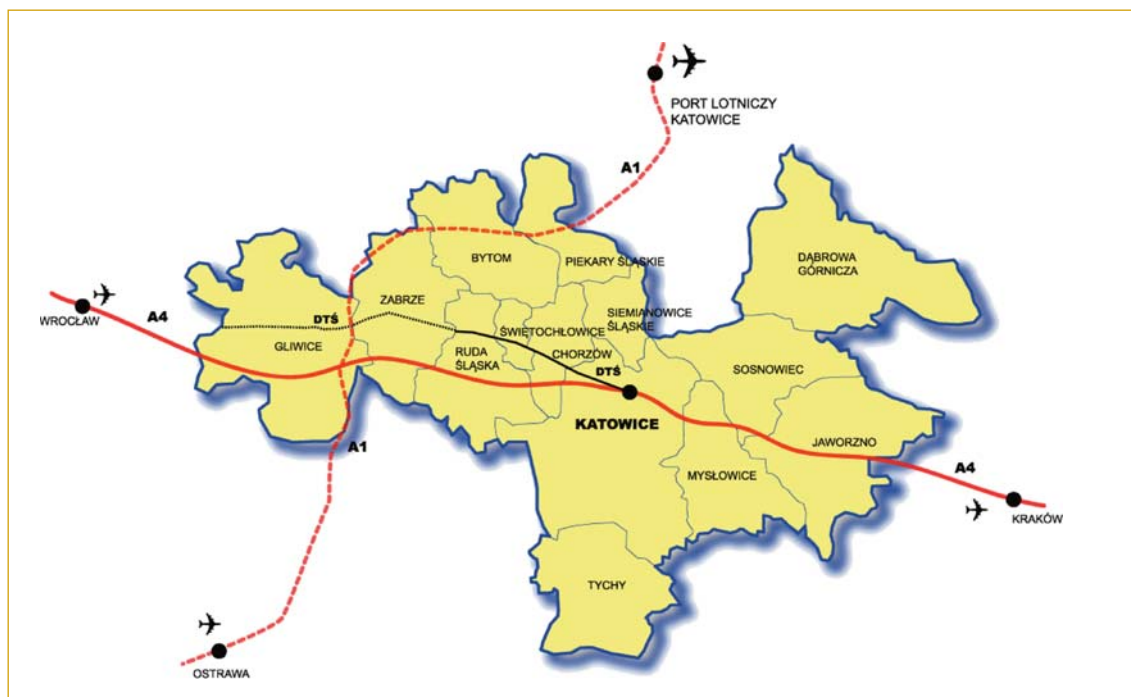 PORT LOTNICZY
KATOWICE
A1
BYTOM
PIEKARY ŚLĄSKIE
DĄBROWA
GÓRNICZA
WROCŁAW
A4
DTŚ
ZABRZE
GLIWICE
ŚWIĘTOCHŁOWICE
SIEMIANOWICE
ŚLĄSKIE
RUDA
ŚLĄSKA
CHORZÓW
DTŚ
SOSNOWIEC
KATOWICE
A1
JAWORZNO
MYSŁOWICE
A4
KRAKÓW
TYCHY
OSTRAWA